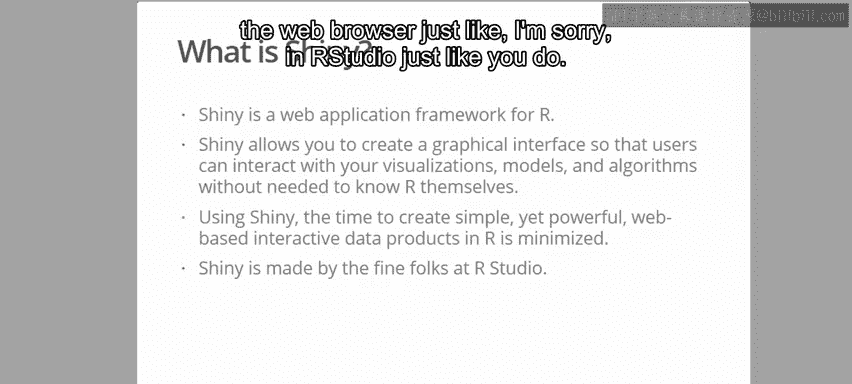 the web browser just like, I'm sorry,
in RStudio just like you do.
What is Shiny?
· Shiny is a web application framework for R.
· Shiny allows you to create a graphical interface so that users
can interact with your visualizations, models, and algorithms
without needed to know R themselves.
· Using Shiny, the time to create simple, yet powerful, web-
based interactive data products in R is minimized.
· Shiny is made by the fine folks at R Studio.